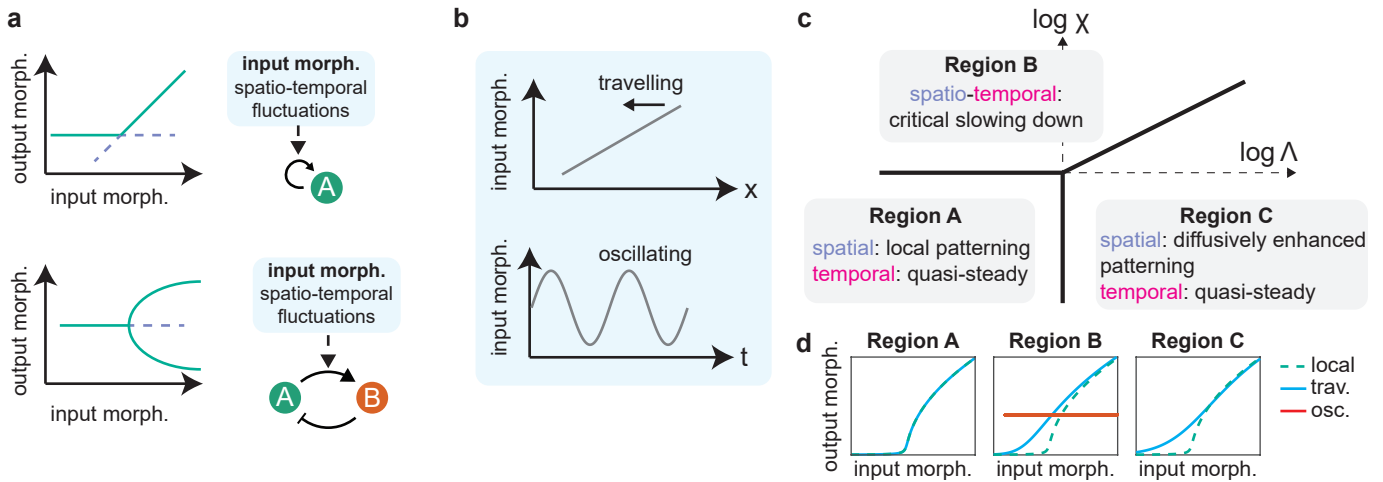 a
output morph.
input morph.
input morph.
spatio-temporal
fluctuations
A
output morph.
input morph.
input morph.
spatio-temporal
fluctuations
A
B
b
input morph.
travelling
x
input morph.
oscillating
t
c
log χ
log Λ
Region B
spatio-temporal:
critical slowing down
Region A
spatial: local patterning
temporal: quasi-steady
Region C
spatial: diffusively enhanced
patterning
temporal: quasi-steady
d
output morph.
Region A
input morph.
Region B
input morph.
Region C
input morph.
local
trav.
osc.